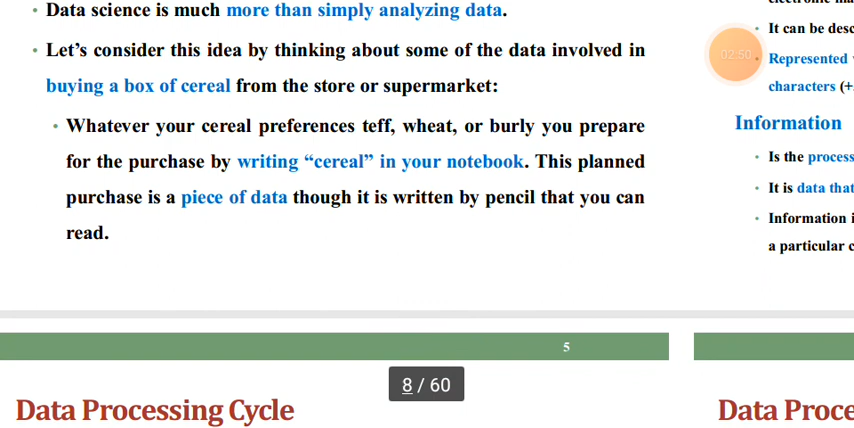 Data science is much more than simply analyzing data.
Let's consider this idea by thinking about some of the data involved in
buying a box of cereal from the store or supermarket:
Whatever your cereal preferences teff, wheat, or burly you prepare
for the purchase by writing “cereal” in your notebook. This planned
purchase is a piece of data though it is written by pencil that you can
read.
It can be desc
02:50
Represented
characters (+
Information
Is the process
It is data that
Information i
a particular c
5
8 / 60
Data Processing Cycle
Data Proce